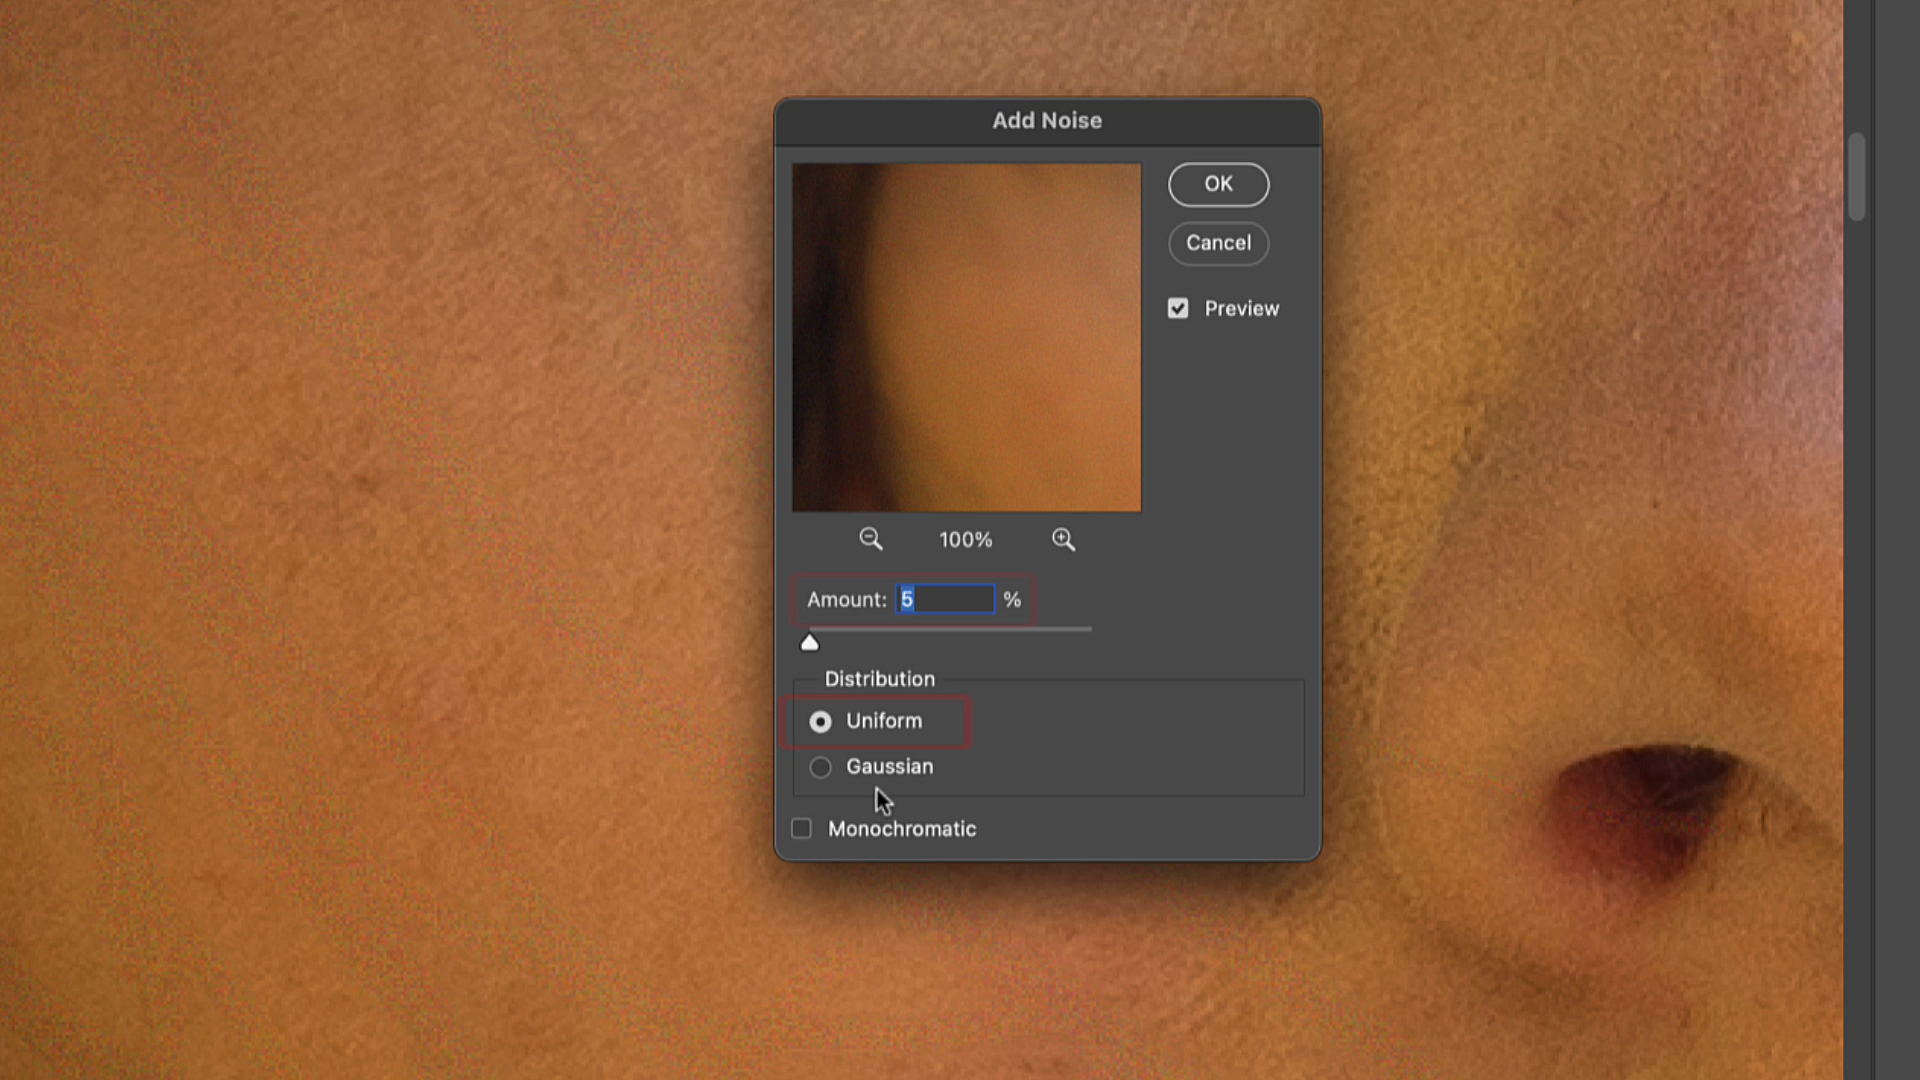 Add Noise
OK
Cancel
Preview
100%
Amount: 5 %
Distribution
Uniform
Gaussian
Monochromatic